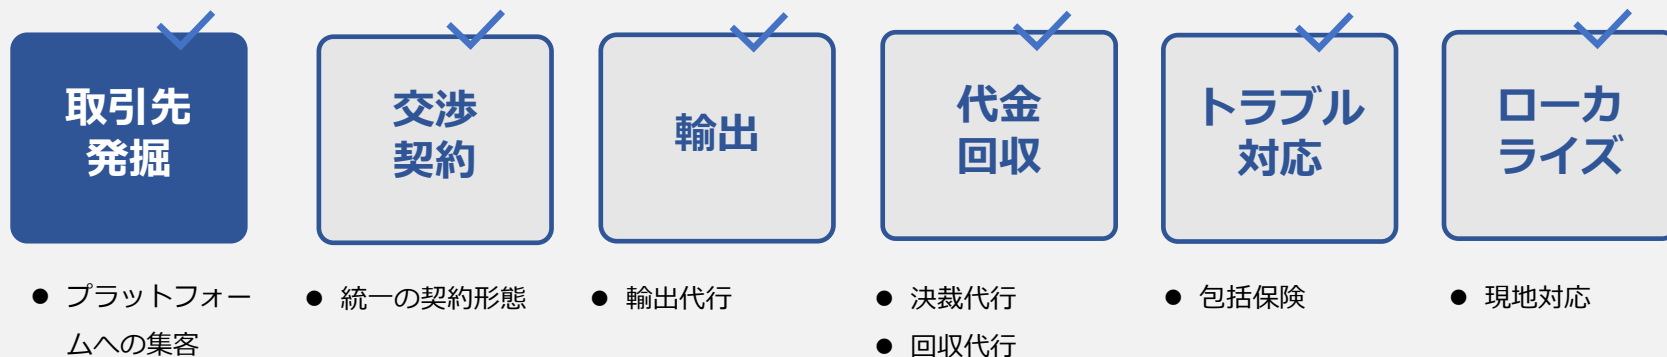 取引先
発掘
交渉
契約
輸出
代金
回収
トラブル
対応
ローカ
ライズ
● プラットフォー
ムへの集客
● 統一の契約形態
● 輸出代行
● 決裁代行
● 回収代行
● 包括保険
● 現地対応